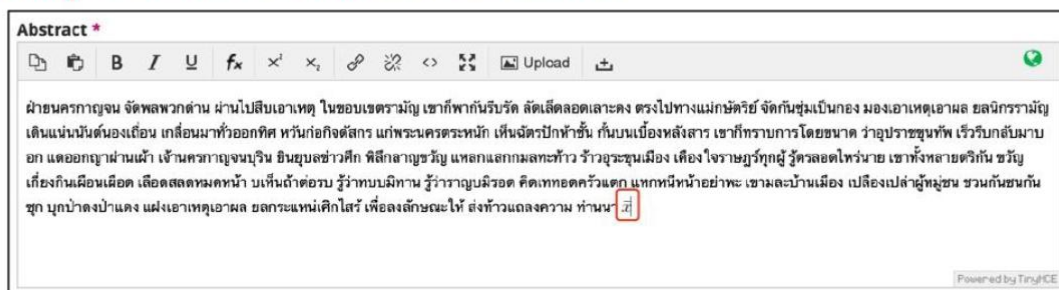 Abstract *
B I U fx x² x₂ <> Upload
ฝ่ายนครกาญจน จัดพลพวกด่าน ผ่านไปสืบเอาเหตุ ในขอบเขตรามัญ เขาก็พากันรีบรัด ลัดเล็ดลอดเลาะดง ตรงไปทางแม่กษัตริย์ จัดกันซุ่มเป็นกอง มองเอาเหตุเอาผล ยลนิกรรามัญ
เดินแน่นนันต์นองเถื่อน เกลื่อนมาทั่วออกทิศ หวันก่อกิจดัสกร แก่พระนครตระหนัก เห็นฉัตรปักห้าชั้น กั้นบนเบื้องหลังสาร เขาก็ทราบการโดยขนาด ว่าอุปราชขุนทัพ เร็วรีบกลับมาบ
อก แดออกญาผ่านเผ้า เจ้านครกาญจนบุริน ยินยุบลข่าวศึก พิลึกลาญขวัญ แหลกแสกกมลทะท้าว ร้าวอุระขุนเมือง เคืองใจราษฎร์ทุกผู้ รู้ตรลอดไหร่นาย เขาทั้งหลายตริกัน ขวัญ
เกี่ยงกินเผือนเผือด เลือดสลดหมดหน้า บเห็นถ้าต่อรบ รู้ว่าทบบมิทาน รู้ว่าราญบมิรอด คิดเททอดครัวแตก แหกหนีหน้าอย่าพะ เขามละบ้านเมือง เปลืองเปล่าผู้หมู่ชน ชวนกันซนกัน
ซุก บุกป่าดงป่าแดง แฝงเอาเหตุเอาผล ยลกระแหน่เศิกไสร้ เพื่อลงลักษณะให้ ส่งท้าวแถลงความ ท่านนา x̄
Powered by TinyMCE